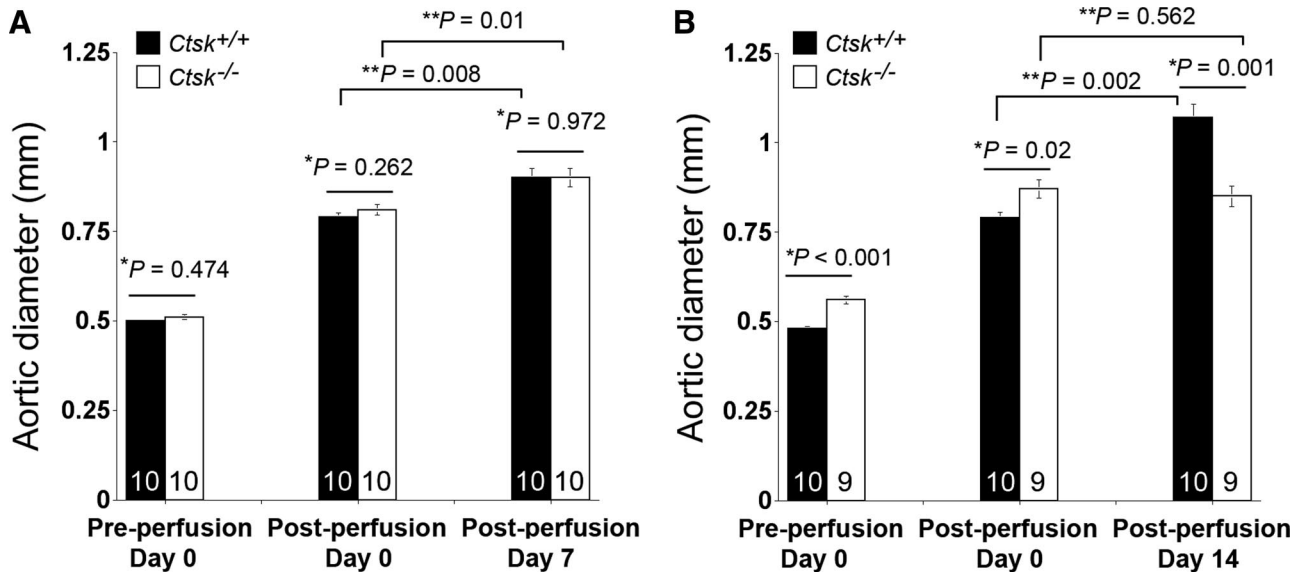 A
Ctsk+/+
Ctsk-/-
**P = 0.01
**P = 0.008
*P = 0.972
*P = 0.262
*P = 0.474
Aortic diameter (mm)
1.25
1
0.75
0.5
0.25
0
10 10 10 10 10 10
Pre-perfusion Post-perfusion Post-perfusion
Day 0 Day 0 Day 7
B
Ctsk+/+
Ctsk-/-
**P = 0.562
*P = 0.001
**P = 0.002
*P = 0.02
*P < 0.001
Aortic diameter (mm)
1.25
1
0.75
0.5
0.25
0
10 9 10 9 10 9
Pre-perfusion Post-perfusion Post-perfusion
Day 0 Day 0 Day 14